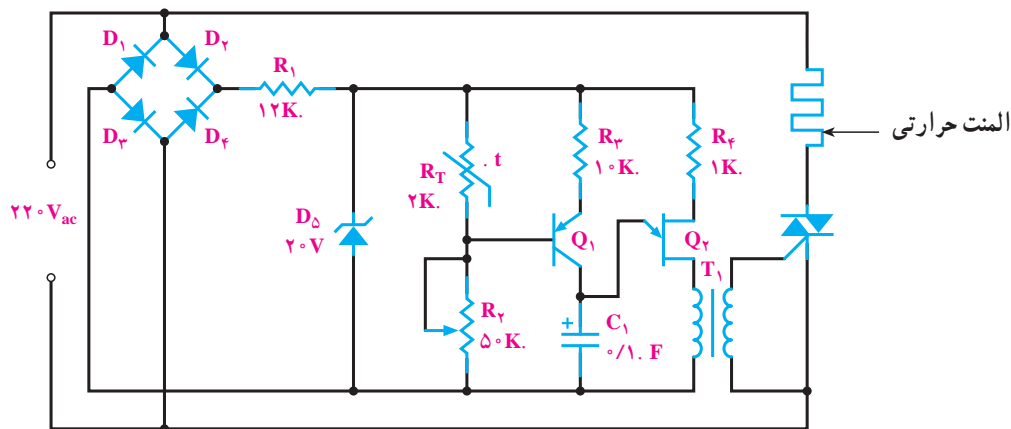 D۱
D۲
R۱
۱۲K.
D۳
D۴
۲۲۰Vac
D۵
۲۰V
RT
۲K.
. t
R۲
۵۰K.
R۳
۱۰K.
Q۱
C۱
۰/۱. F
R۴
۱K.
Q۲
T۱
المنت حرارتی